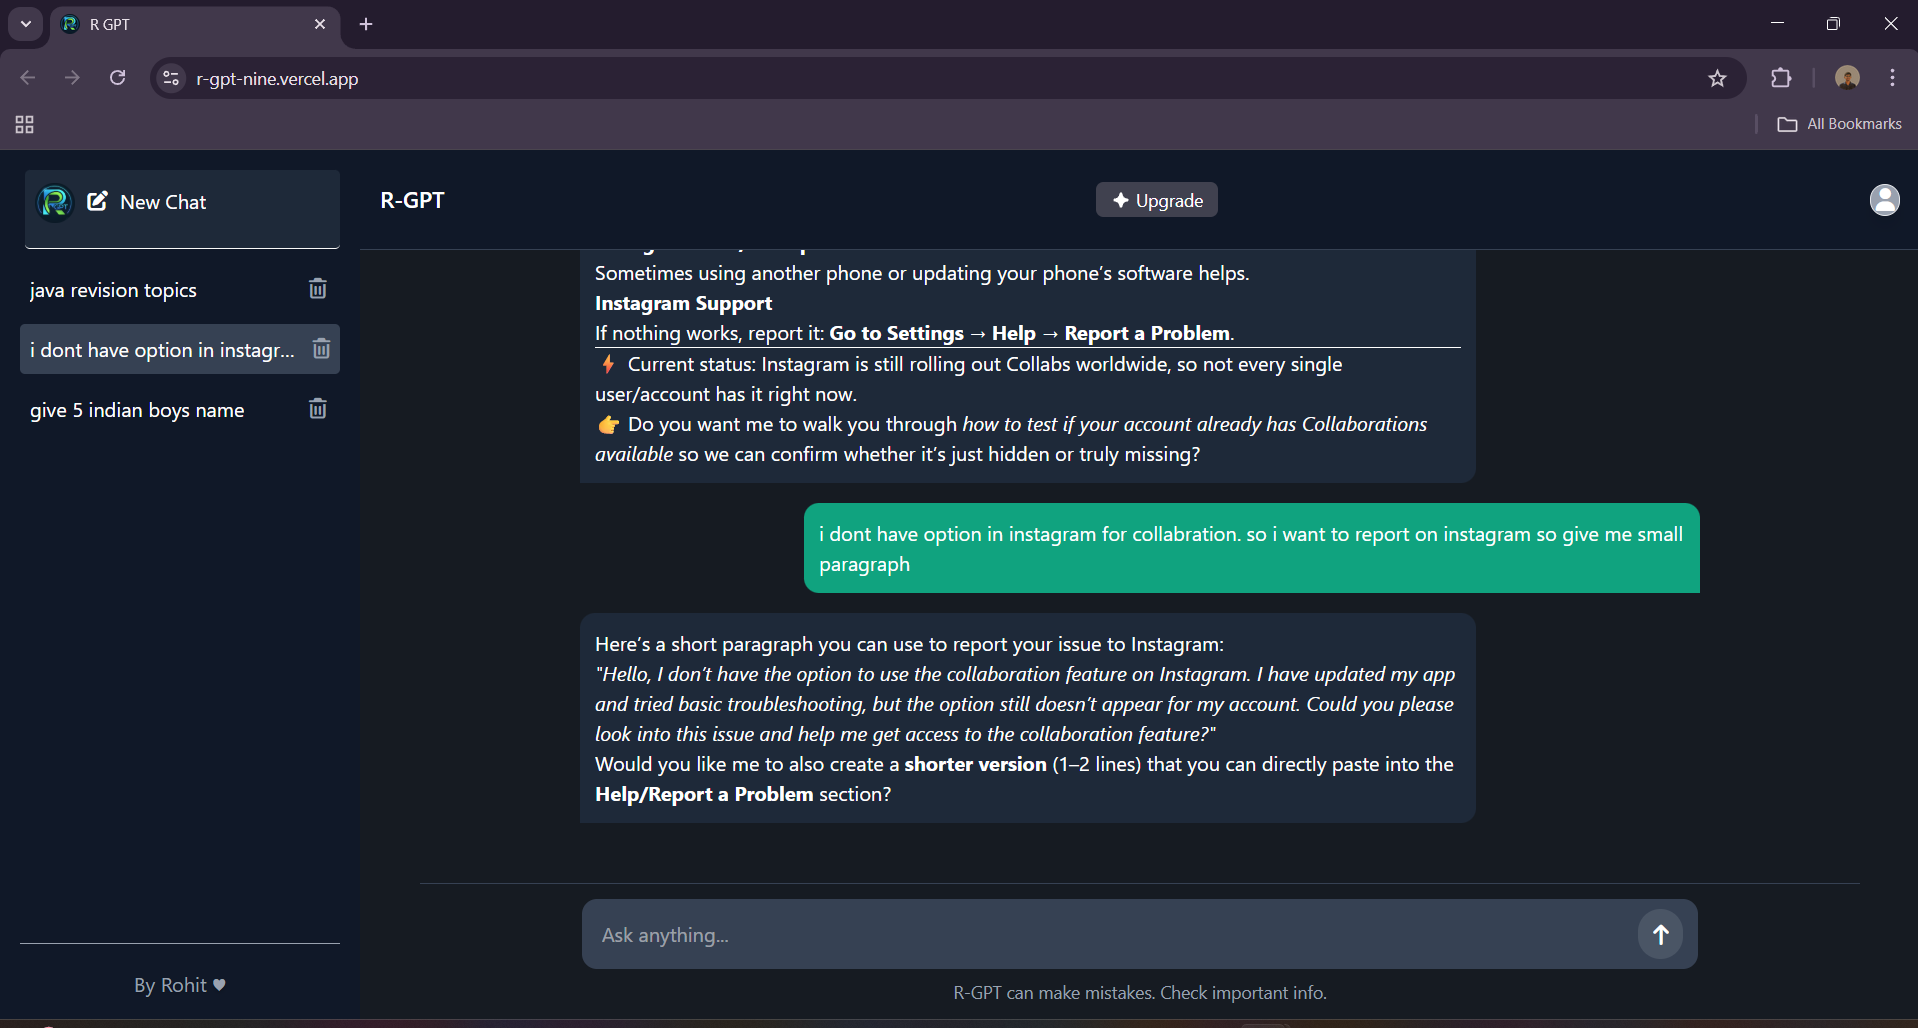 R GPT
r-gpt-nine.vercel.app
All Bookmarks
New Chat
java revision topics
i dont have option in instagr...
give 5 indian boys name
By Rohit ♥
R-GPT
Upgrade
Sometimes using another phone or updating your phone’s software helps.
Instagram Support
If nothing works, report it: Go to Settings → Help → Report a Problem.
⚡ Current status: Instagram is still rolling out Collabs worldwide, so not every single
user/account has it right now.
👉 Do you want me to walk you through how to test if your account already has Collaborations
available so we can confirm whether it’s just hidden or truly missing?
i dont have option in instagram for collabration. so i want to report on instagram so give me small
paragraph
Here’s a short paragraph you can use to report your issue to Instagram:
"Hello, I don’t have the option to use the collaboration feature on Instagram. I have updated my app
and tried basic troubleshooting, but the option still doesn’t appear for my account. Could you please
look into this issue and help me get access to the collaboration feature?"
Would you like me to also create a shorter version (1–2 lines) that you can directly paste into the
Help/Report a Problem section?
Ask anything...
R-GPT can make mistakes. Check important info.